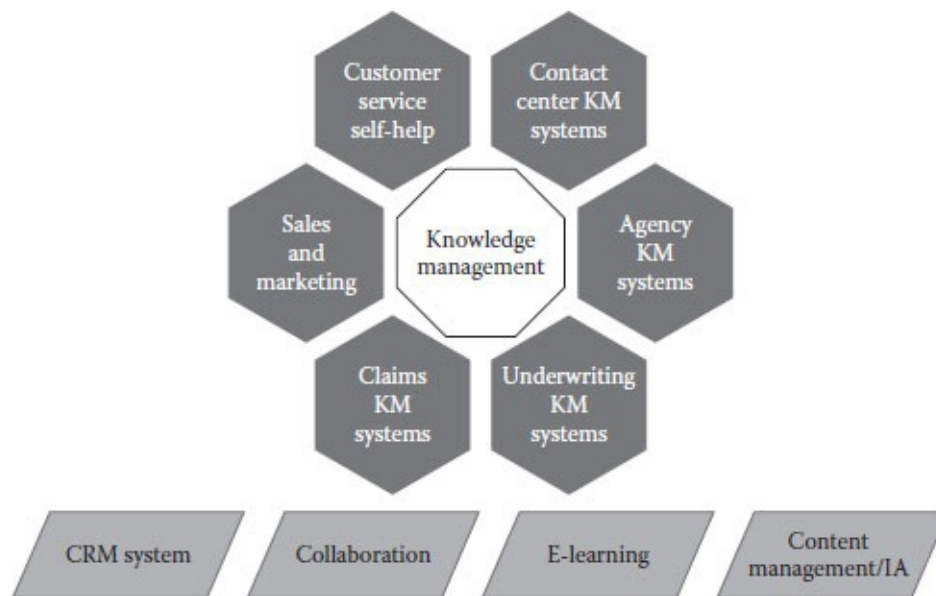 Customer
service
self-help
Contact
center KM
systems
Sales
and
marketing
Knowledge
management
Agency
KM
systems
Claims
KM
systems
Underwriting
KM
systems
CRM system
Collaboration
E-learning
Content
management/IA